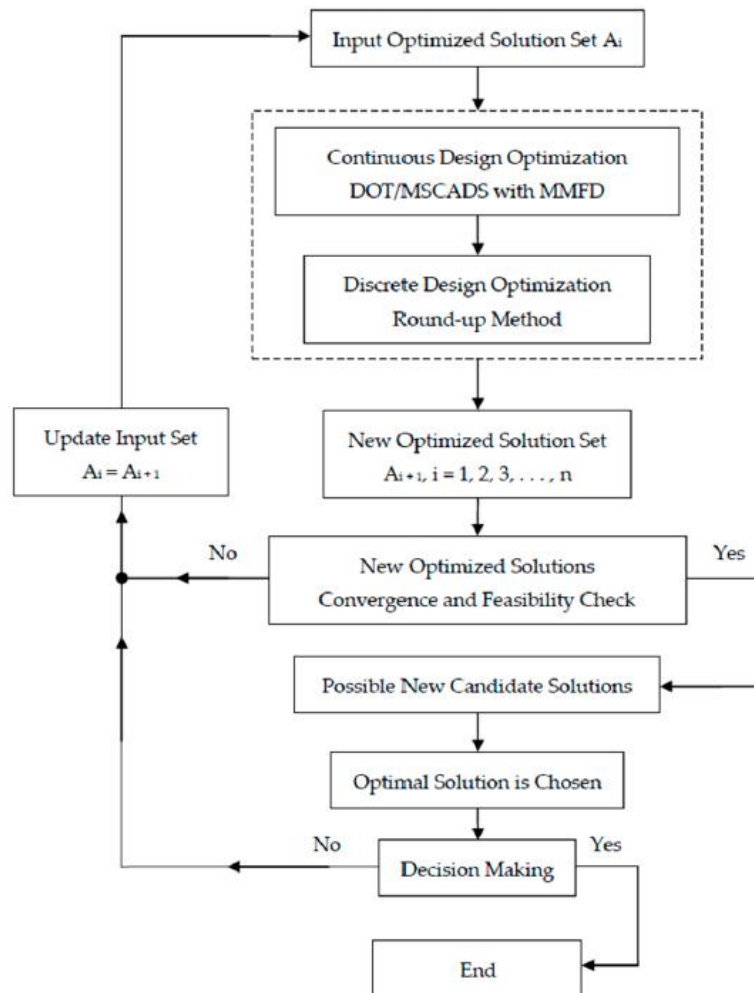 Input Optimized Solution Set Ai
Continuous Design Optimization
DOT/MSCADS with MMFD
Discrete Design Optimization
Round-up Method
Update Input Set
Ai = Ai + 1
New Optimized Solution Set
Ai + 1, i = 1, 2, 3, . . . , n
No
Yes
New Optimized Solutions
Convergence and Feasibility Check
Possible New Candidate Solutions
Optimal Solution is Chosen
No
Yes
Decision Making
End